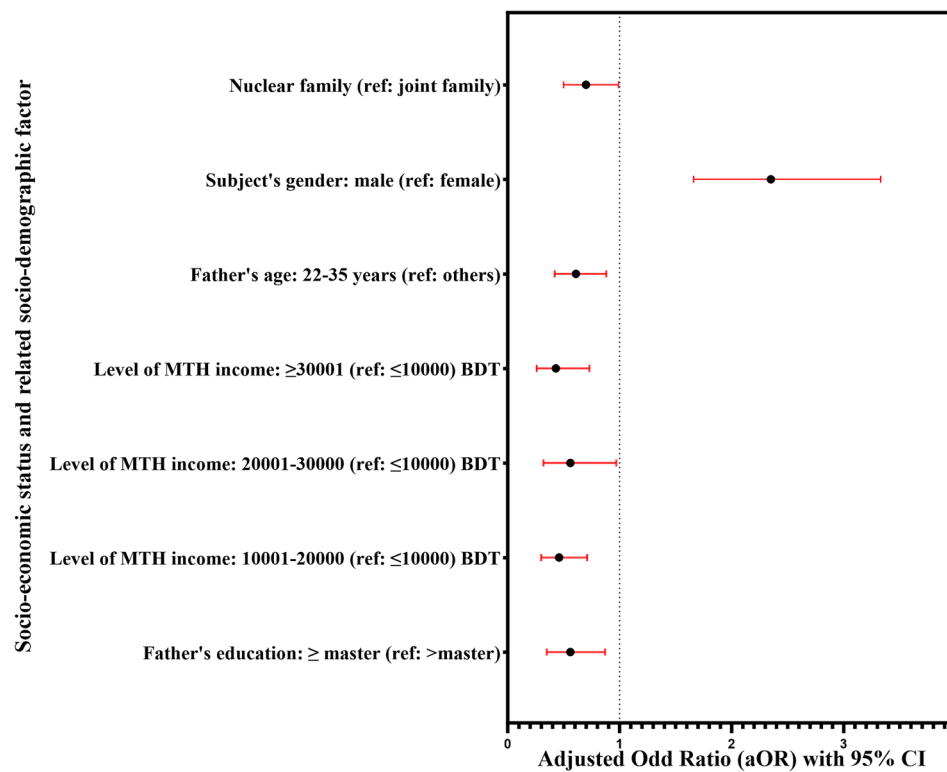 Socio-economic status and related socio-demographic factor
Nuclear family (ref: joint family)
Subject's gender: male (ref: female)
Father's age: 22-35 years (ref: others)
Level of MTH income: ≥30001 (ref: ≤10000) BDT
Level of MTH income: 20001-30000 (ref: ≤10000) BDT
Level of MTH income: 10001-20000 (ref: ≤10000) BDT
Father's education: ≥ master (ref: >master)
0 1 2 3
Adjusted Odd Ratio (aOR) with 95% CI